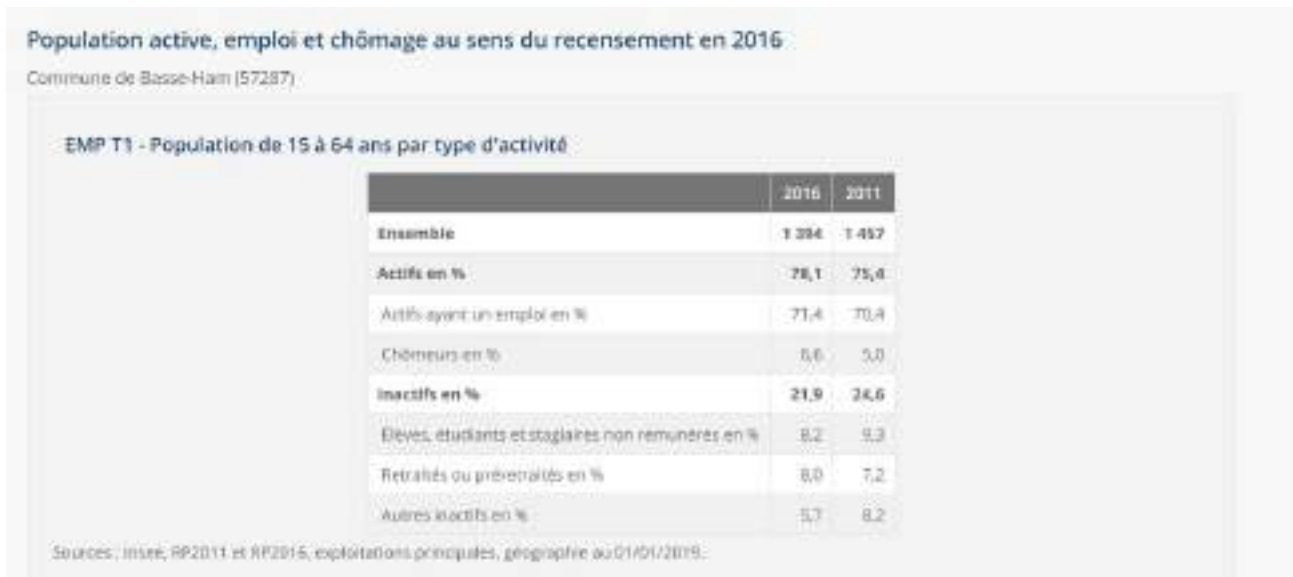 Population active, emploi et chômage au sens du recensement en 2016
Commune de Basse-Ham (57287)
EMP T1 - Population de 15 à 64 ans par type d'activité
2016 2011
Ensemble 1 394 1 457
Actifs en % 78,1 75,4
Actifs ayant un emploi en % 71,4 70,4
Chômeurs en % 6,6 5,0
Inactifs en % 21,9 24,6
Élèves, étudiants et stagiaires non rémunérés en % 8,2 9,3
Retraités ou préretraités en % 8,0 7,2
Autres inactifs en % 5,7 8,2
Sources : Insee, RP2011 et RP2016, exploitations principales, géographie au 01/01/2019.